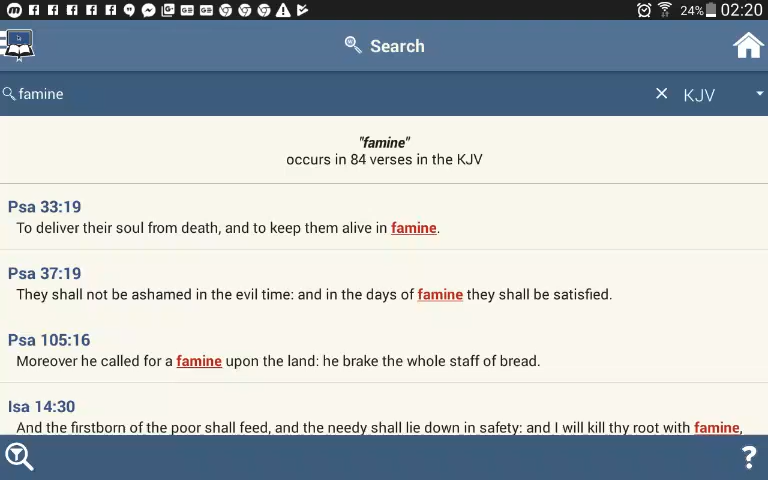 24% 02:20
Search
famine × KJV
"famine"
occurs in 84 verses in the KJV
Psa 33:19
To deliver their soul from death, and to keep them alive in famine.
Psa 37:19
They shall not be ashamed in the evil time: and in the days of famine they shall be satisfied.
Psa 105:16
Moreover he called for a famine upon the land: he brake the whole staff of bread.
Isa 14:30
And the firstborn of the poor shall feed, and the needy shall lie down in safety: and I will kill thy root with famine,
?